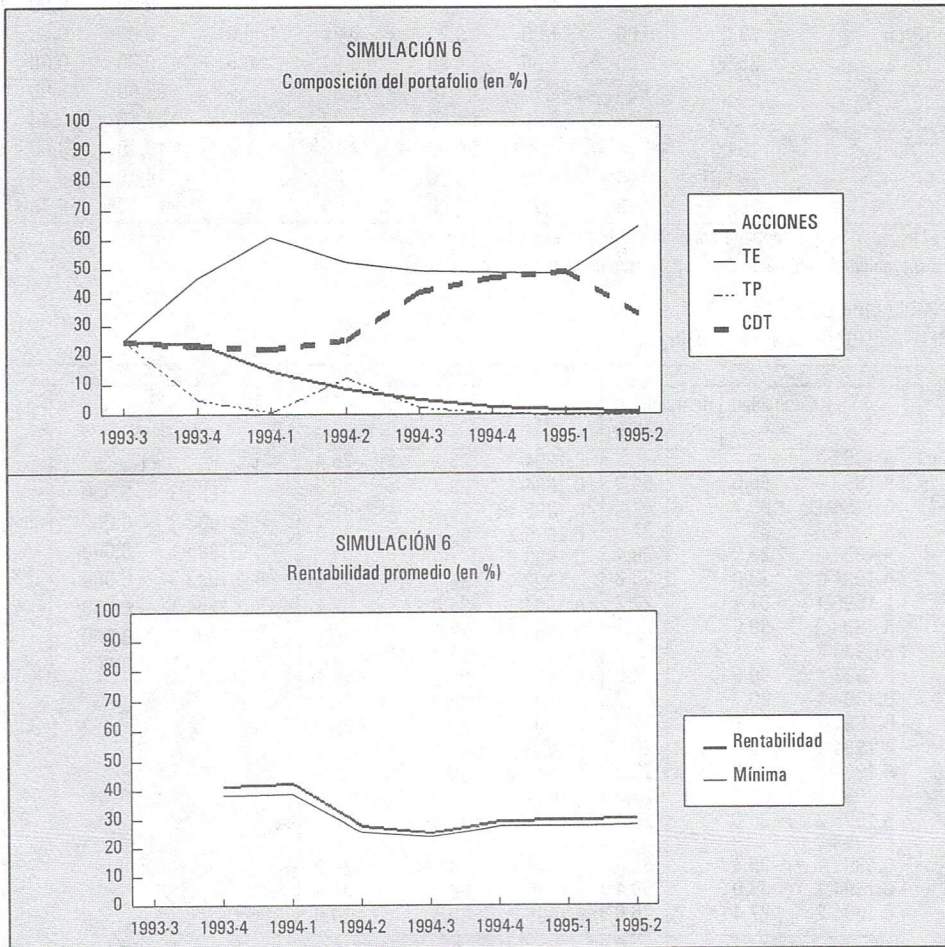 SIMULACIÓN 6
Composición del portafolio (en %)
100
90
80
70
60
50
40
30
20
10
0
1993-3 1993-4 1994-1 1994-2 1994-3 1994-4 1995-1 1995-2
ACCIONES
TE
TP
CDT
SIMULACIÓN 6
Rentabilidad promedio (en %)
100
90
80
70
60
50
40
30
20
10
0
1993-3 1993-4 1994-1 1994-2 1994-3 1994-4 1995-1 1995-2
Rentabilidad
Mínima